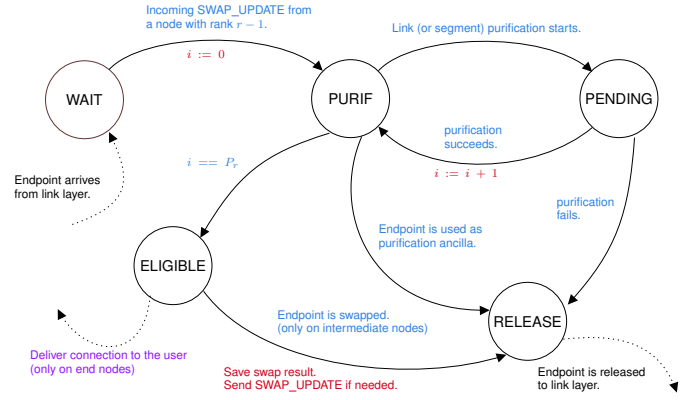 Incoming SWAP_UPDATE from
a node with rank r − 1.
i := 0
Link (or segment) purification starts.
WAIT
PURIF
PENDING
purification
succeeds.
i := i + 1
i == P_r
Endpoint arrives
from link layer.
purification
fails.
Endpoint is used as
purification ancilla.
ELIGIBLE
Endpoint is swapped.
(only on intermediate nodes)
RELEASE
Deliver connection to the user
(only on end nodes)
Save swap result.
Send SWAP_UPDATE if needed.
Endpoint is released
to link layer.